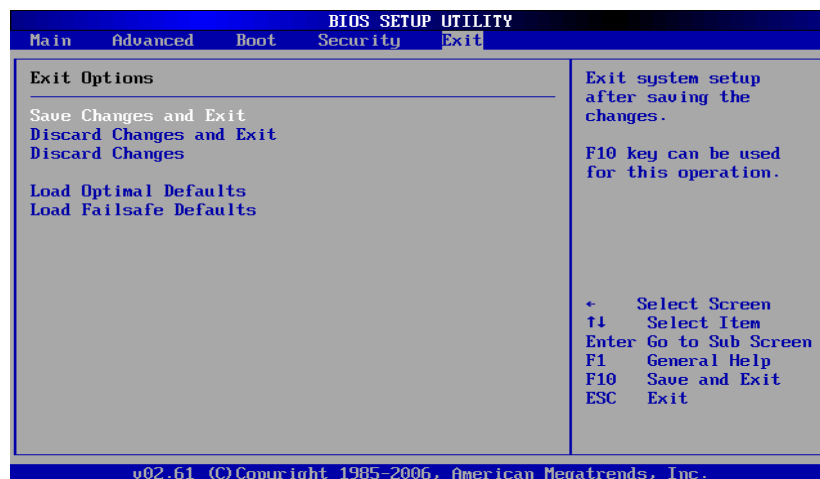 BIOS SETUP UTILITY
Main Advanced Boot Security Exit
Exit Options
Save Changes and Exit
Discard Changes and Exit
Discard Changes
Load Optimal Defaults
Load Failsafe Defaults
Exit system setup
after saving the
changes.
F10 key can be used
for this operation.
← Select Screen
↑↓ Select Item
Enter Go to Sub Screen
F1 General Help
F10 Save and Exit
ESC Exit
v02.61 (C)Copyright 1985-2006, American Megatrends, Inc.